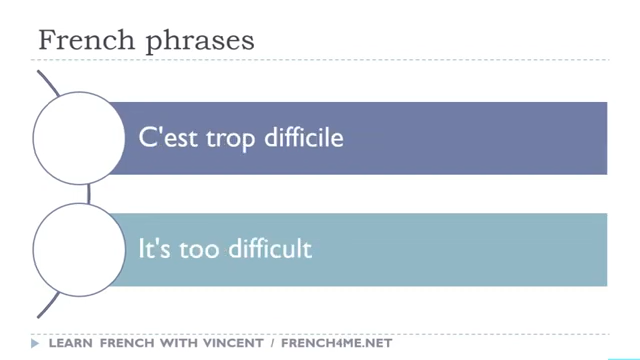 French phrases
C'est trop difficile
It's too difficult
LEARN FRENCH WITH VINCENT / FRENCH4ME.NET